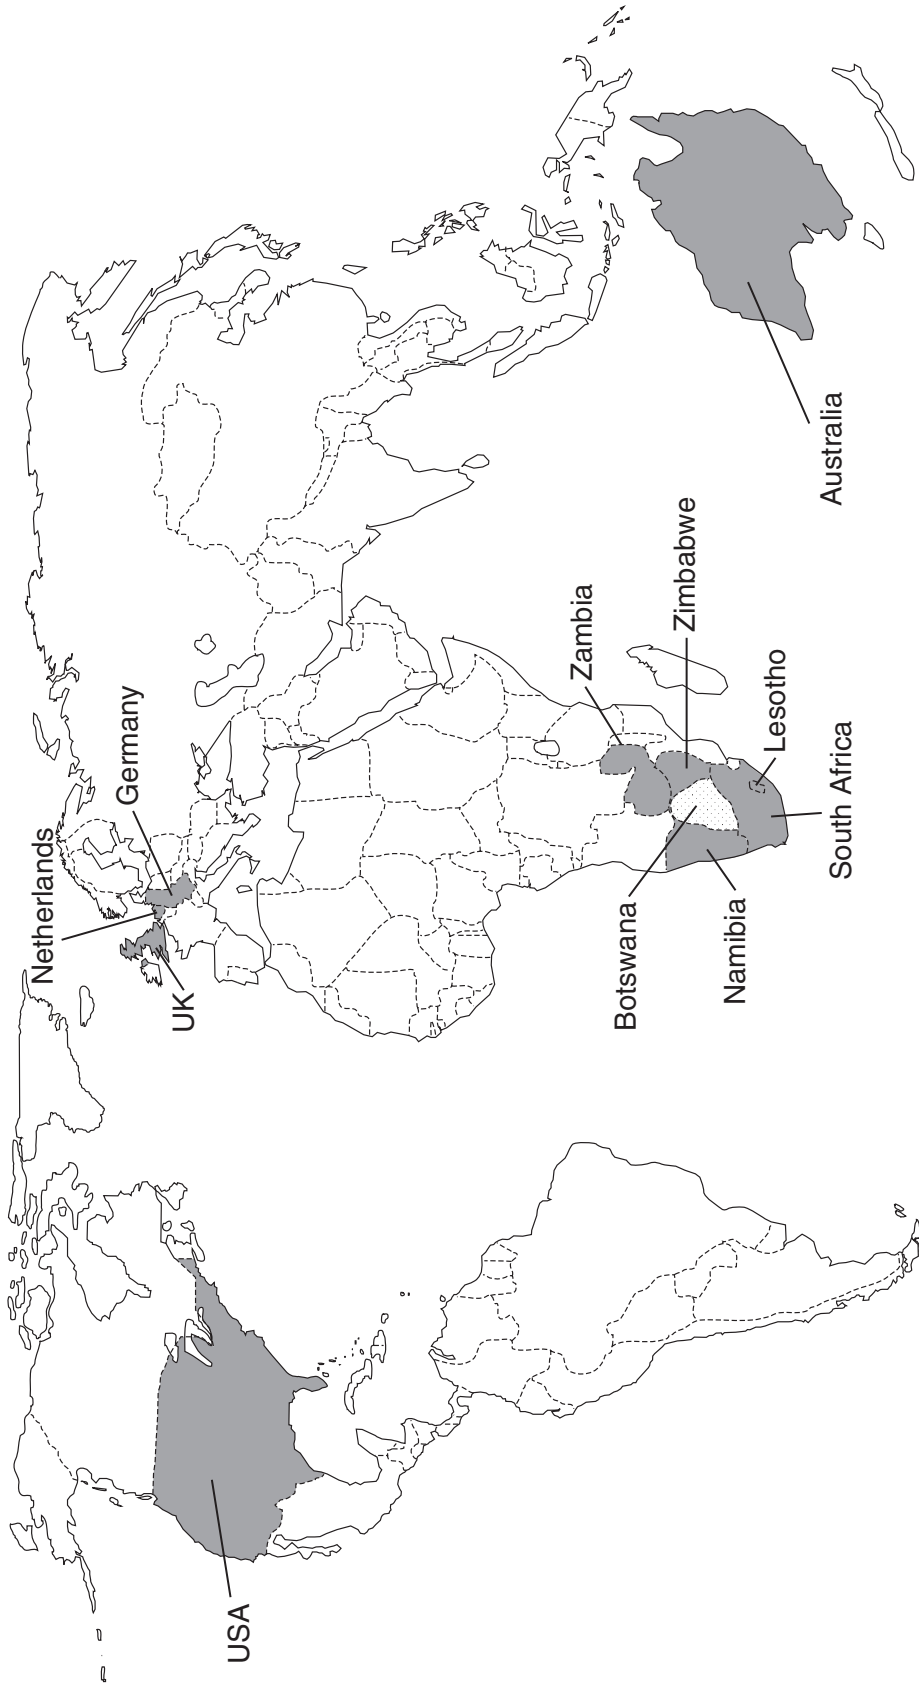 Netherlands
Germany
UK
USA
Zambia
Zimbabwe
Botswana
Namibia
Lesotho
South Africa
Australia